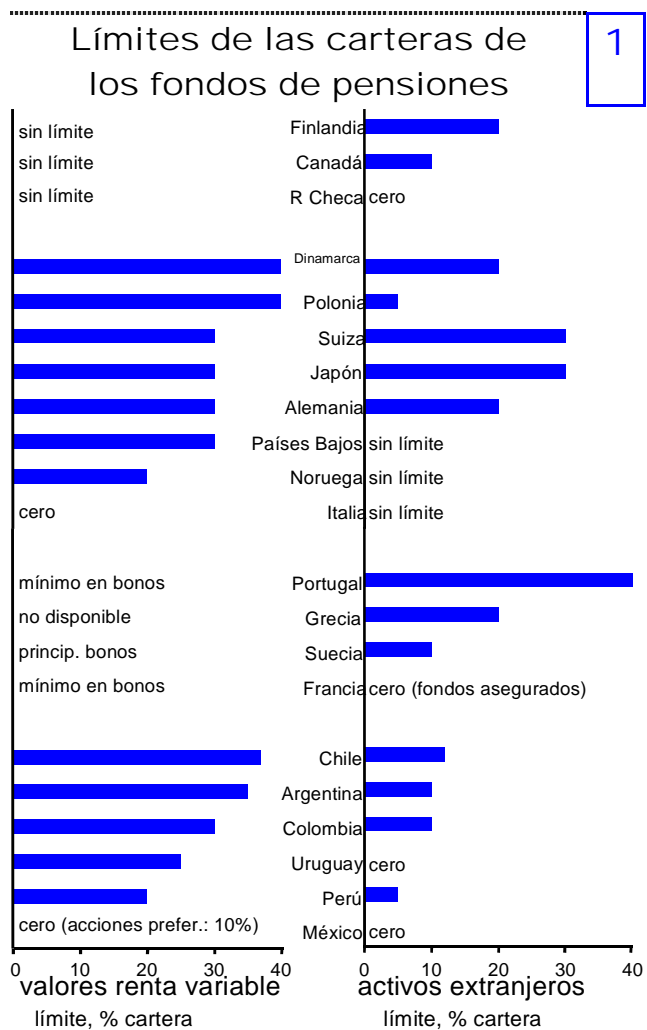 Límites de las carteras de
los fondos de pensiones
1
sin límite Finlandia
sin límite Canadá
sin límite R Checa cero
Dinamarca
Polonia
Suiza
Japón
Alemania
Países Bajos sin límite
Noruega sin límite
cero Italia sin límite
mínimo en bonos Portugal
no disponible Grecia
princip. bonos Suecia
mínimo en bonos Francia cero (fondos asegurados)
Chile
Argentina
Colombia
Uruguay cero
Perú
cero (acciones prefer.: 10%) México cero
0 10 20 30 40 0 10 20 30 40
valores renta variable activos extranjeros
límite, % cartera límite, % cartera